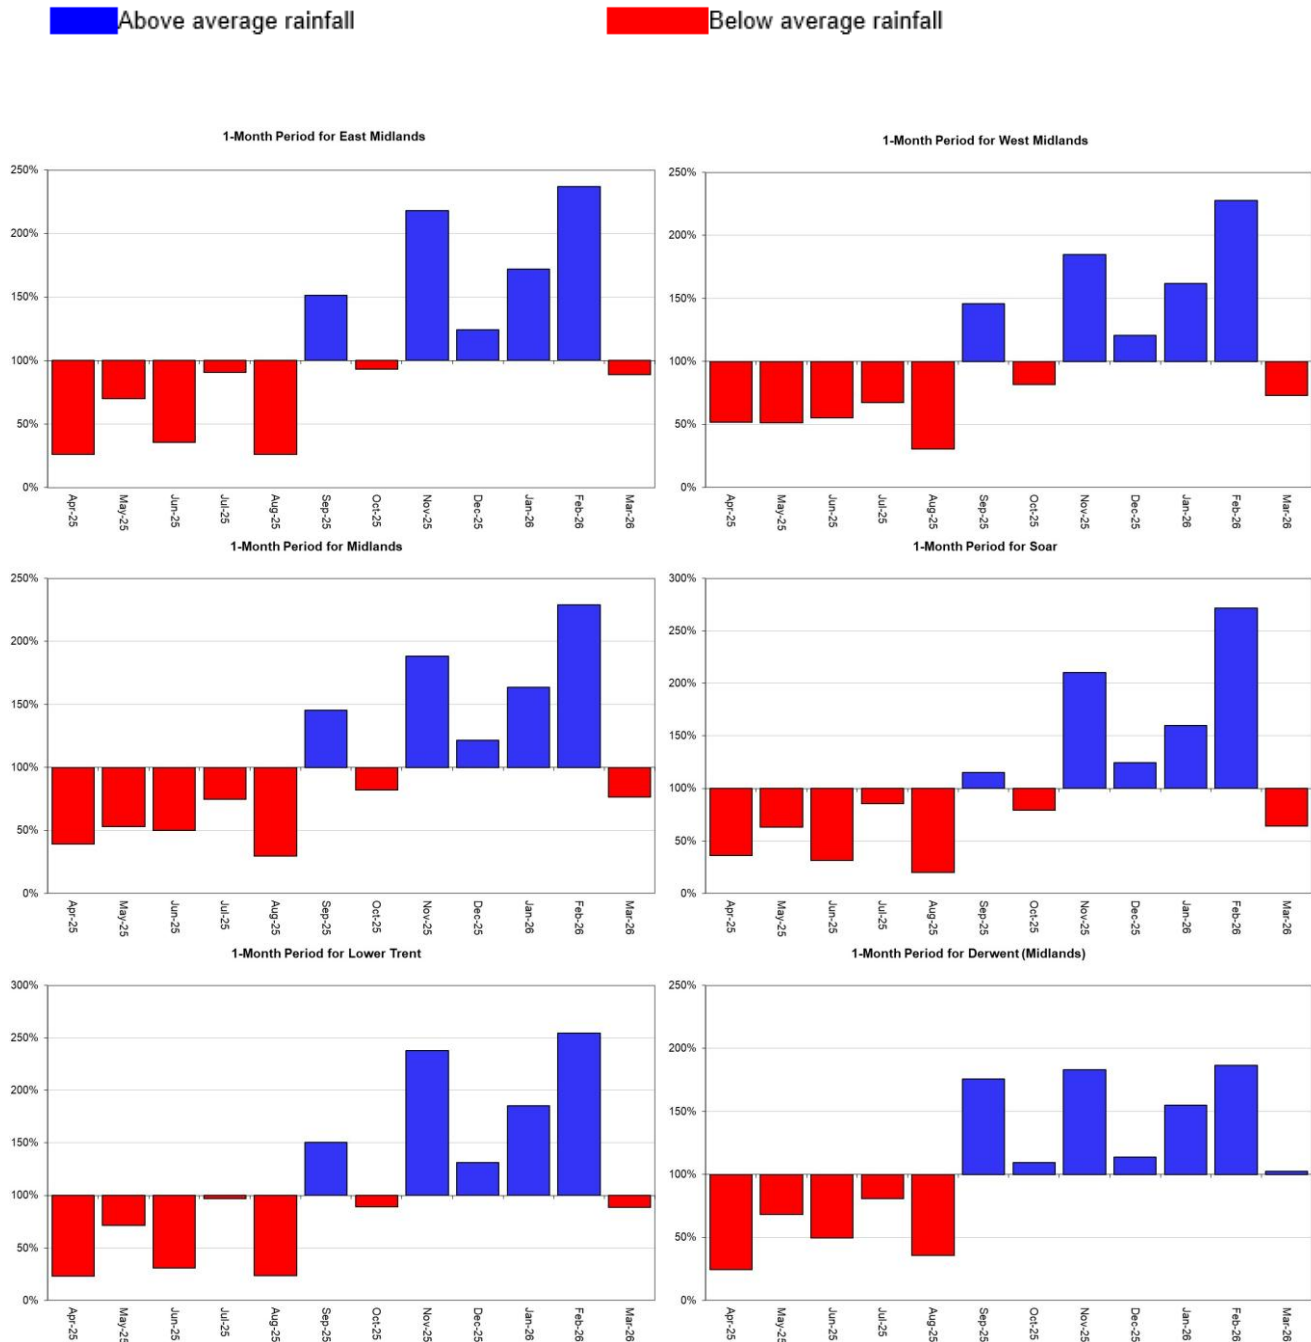 Above average rainfall
Below average rainfall
1-Month Period for East Midlands
250%
200%
150%
100%
50%
0%
Apr-25
May-25
Jun-25
Jul-25
Aug-25
Sep-25
Oct-25
Nov-25
Dec-25
Jan-26
Feb-26
Mar-26
1-Month Period for West Midlands
250%
200%
150%
100%
50%
0%
Apr-25
May-25
Jun-25
Jul-25
Aug-25
Sep-25
Oct-25
Nov-25
Dec-25
Jan-26
Feb-26
Mar-26
1-Month Period for Midlands
250%
200%
150%
100%
50%
0%
Apr-25
May-25
Jun-25
Jul-25
Aug-25
Sep-25
Oct-25
Nov-25
Dec-25
Jan-26
Feb-26
Mar-26
1-Month Period for Soar
300%
250%
200%
150%
100%
50%
0%
Apr-25
May-25
Jun-25
Jul-25
Aug-25
Sep-25
Oct-25
Nov-25
Dec-25
Jan-26
Feb-26
Mar-26
1-Month Period for Lower Trent
300%
250%
200%
150%
100%
50%
0%
Apr-25
May-25
Jun-25
Jul-25
Aug-25
Sep-25
Oct-25
Nov-25
Dec-25
Jan-26
Feb-26
Mar-26
1-Month Period for Derwent (Midlands)
250%
200%
150%
100%
50%
0%
Apr-25
May-25
Jun-25
Jul-25
Aug-25
Sep-25
Oct-25
Nov-25
Dec-25
Jan-26
Feb-26
Mar-26